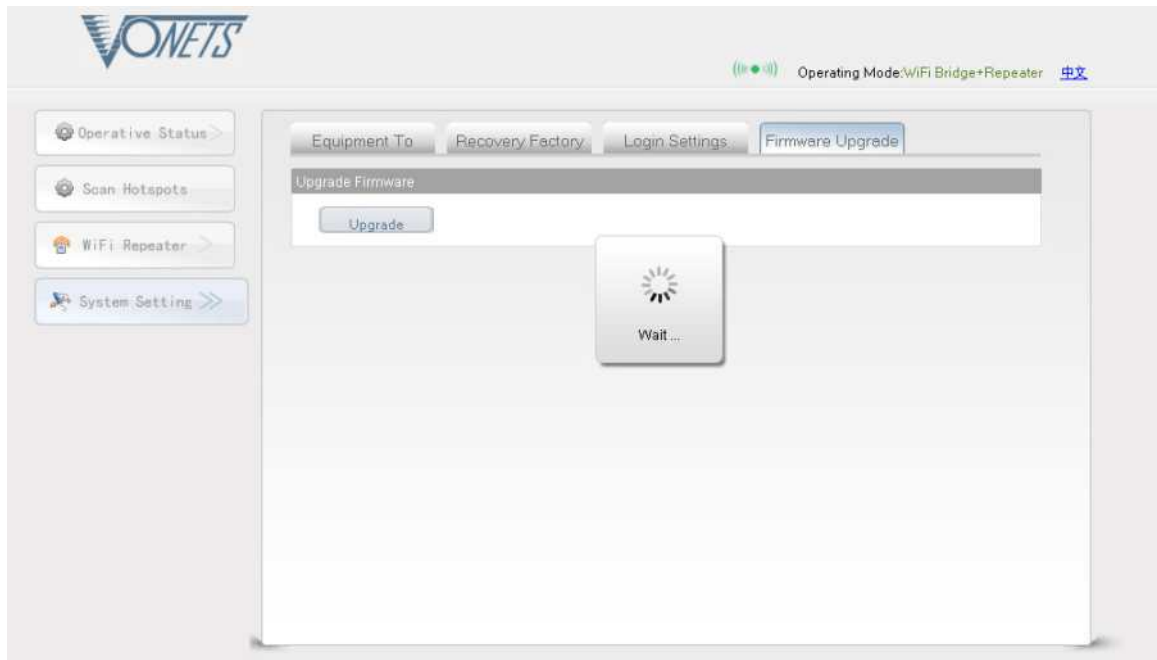 VONETS
Operating Mode:WiFi Bridge+Repeater 中文
Operative Status
Equipment To Recovery Factory Login Settings Firmware Upgrade
Scan Hotspots
Upgrade Firmware
Upgrade
WiFi Repeater
System Setting
Wait ...